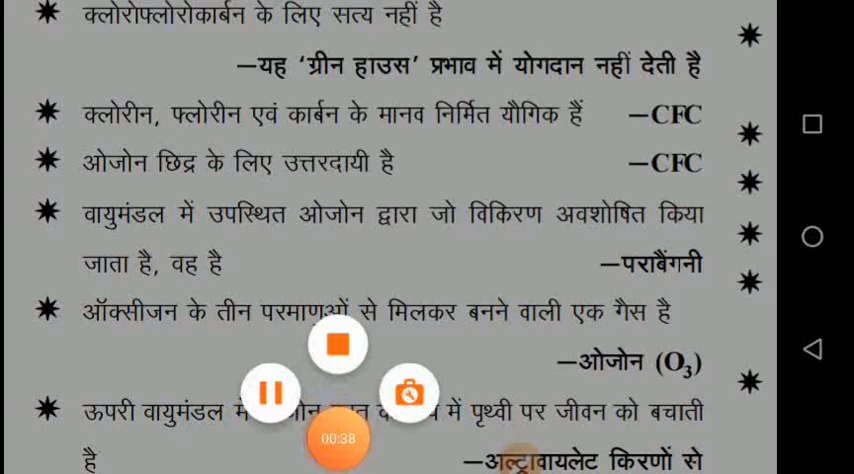 ✷ क्लोरोफ्लोरोकार्बन के लिए सत्य नहीं है
–यह ‘ग्रीन हाउस’ प्रभाव में योगदान नहीं देती है
✷ क्लोरीन, फ्लोरीन एवं कार्बन के मानव निर्मित यौगिक हैं –CFC
✷ ओजोन छिद्र के लिए उत्तरदायी है –CFC
✷ वायुमंडल में उपस्थित ओजोन द्वारा जो विकिरण अवशोषित किया
जाता है, वह है –पराबैंगनी
✷ ऑक्सीजन के तीन परमाणुओं से मिलकर बनने वाली एक गैस है
–ओजोन (O₃)
✷ ऊपरी वायुमंडल में पृथ्वी पर जीवन को बचाती
है –अल्ट्रावायलेट किरणों से
00:38